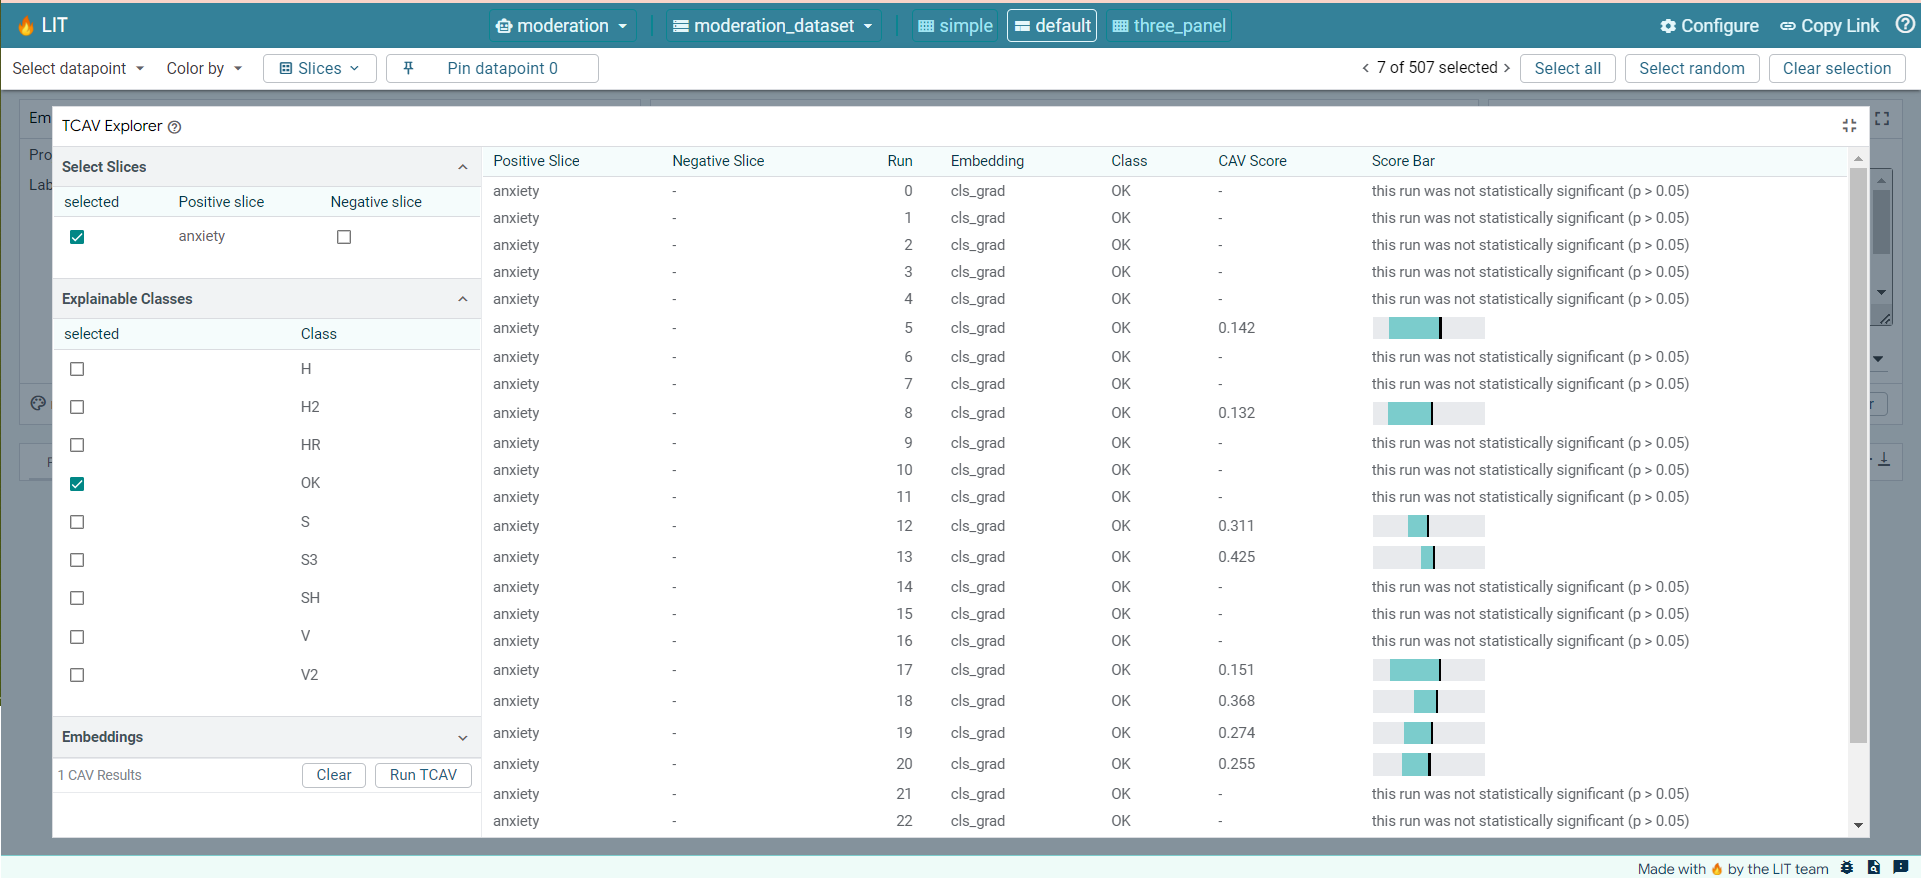 LIT moderation moderation_dataset simple default three_panel Configure Copy Link
Select datapoint Color by Slices Pin datapoint 0 7 of 507 selected Select all Select random Clear selection
Em
Pro
Lab
TCAV Explorer
Select Slices
selected Positive slice Negative slice
anxiety
Explainable Classes
selected Class
H
H2
HR
OK
S
S3
SH
V
V2
Embeddings
1 CAV Results Clear Run TCAV
Positive Slice Negative Slice Run Embedding Class CAV Score Score Bar
anxiety - 0 cls_grad OK - this run was not statistically significant (p > 0.05)
anxiety - 1 cls_grad OK - this run was not statistically significant (p > 0.05)
anxiety - 2 cls_grad OK - this run was not statistically significant (p > 0.05)
anxiety - 3 cls_grad OK - this run was not statistically significant (p > 0.05)
anxiety - 4 cls_grad OK - this run was not statistically significant (p > 0.05)
anxiety - 5 cls_grad OK 0.142
anxiety - 6 cls_grad OK - this run was not statistically significant (p > 0.05)
anxiety - 7 cls_grad OK - this run was not statistically significant (p > 0.05)
anxiety - 8 cls_grad OK 0.132
anxiety - 9 cls_grad OK - this run was not statistically significant (p > 0.05)
anxiety - 10 cls_grad OK - this run was not statistically significant (p > 0.05)
anxiety - 11 cls_grad OK - this run was not statistically significant (p > 0.05)
anxiety - 12 cls_grad OK 0.311
anxiety - 13 cls_grad OK 0.425
anxiety - 14 cls_grad OK - this run was not statistically significant (p > 0.05)
anxiety - 15 cls_grad OK - this run was not statistically significant (p > 0.05)
anxiety - 16 cls_grad OK - this run was not statistically significant (p > 0.05)
anxiety - 17 cls_grad OK 0.151
anxiety - 18 cls_grad OK 0.368
anxiety - 19 cls_grad OK 0.274
anxiety - 20 cls_grad OK 0.255
anxiety - 21 cls_grad OK - this run was not statistically significant (p > 0.05)
anxiety - 22 cls_grad OK - this run was not statistically significant (p > 0.05)
Made with 🔥 by the LIT team